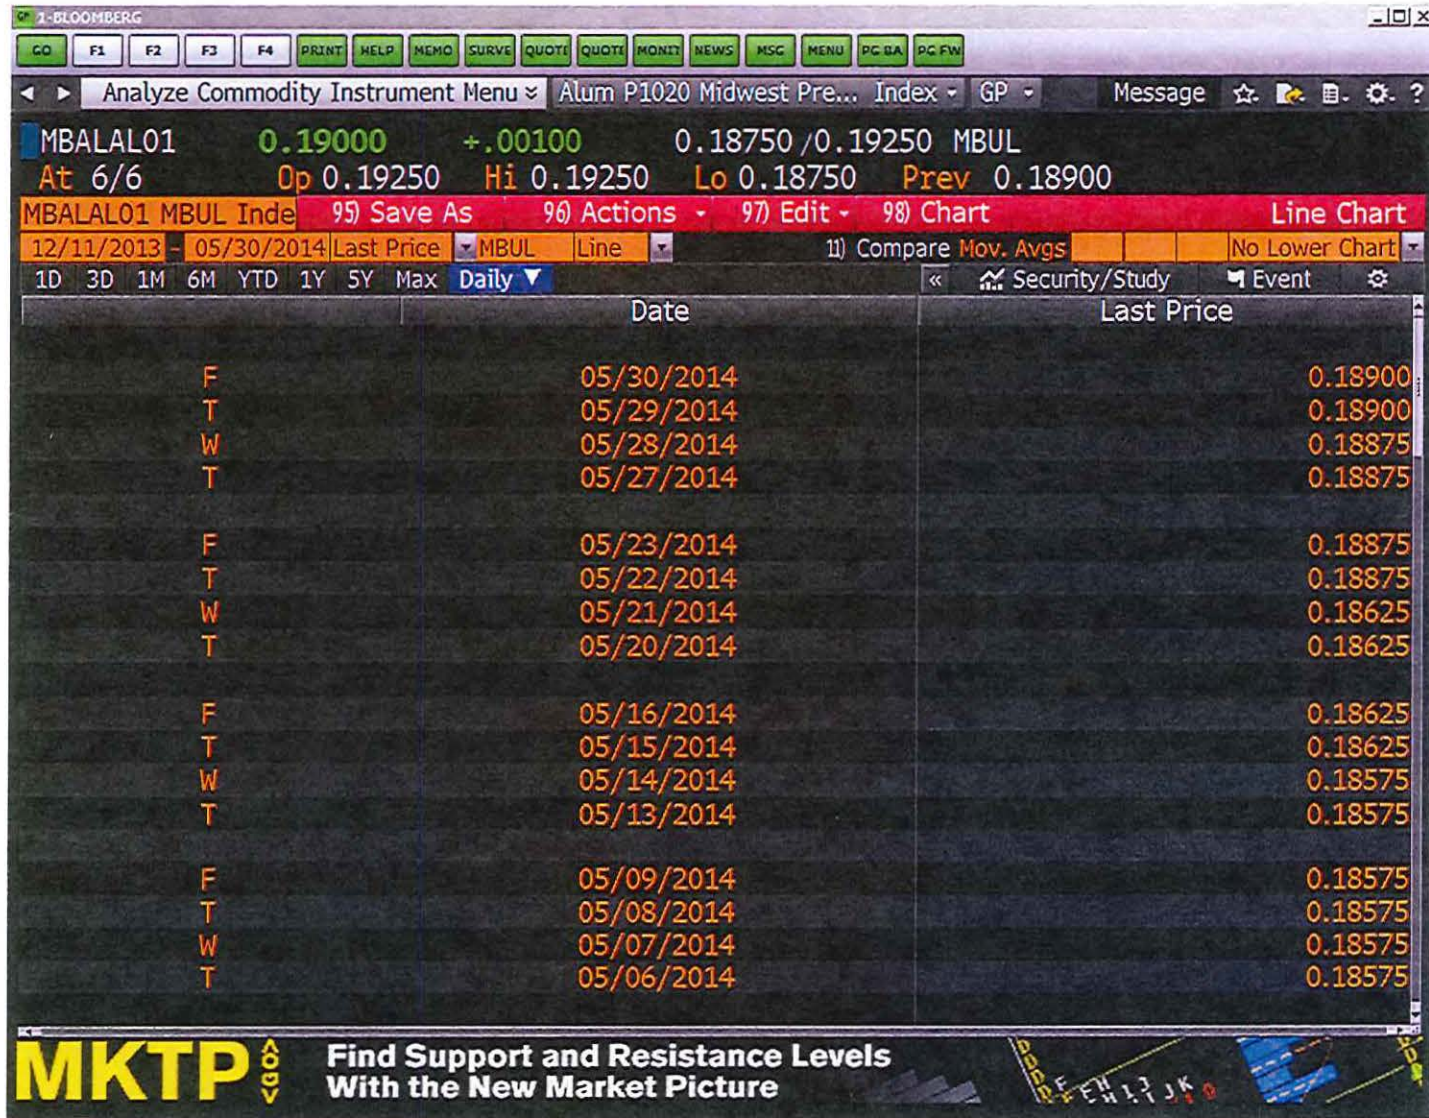 GP 1-BLOOMBERG
GO F1 F2 F3 F4 PRINT HELP MEMO SURVE QUOTE QUOTE MONIT NEWS MSG MENU PG BA PG FW
Analyze Commodity Instrument Menu Alum P1020 Midwest Pre... Index GP Message ?
MBALAL01 0.19000 +.00100 0.18750/0.19250 MBUL
At 6/6 Op 0.19250 Hi 0.19250 Lo 0.18750 Prev 0.18900
MBALAL01 MBUL Inde 95) Save As 96) Actions 97) Edit 98) Chart Line Chart
12/11/2013 - 05/30/2014 Last Price MBUL Line 11) Compare Mov. Avgs No Lower Chart
1D 3D 1M 6M YTD 1Y 5Y Max Daily ▼ « Security/Study Event
Date Last Price
F 05/30/2014 0.18900
T 05/29/2014 0.18900
W 05/28/2014 0.18875
T 05/27/2014 0.18875
F 05/23/2014 0.18875
T 05/22/2014 0.18875
W 05/21/2014 0.18625
T 05/20/2014 0.18625
F 05/16/2014 0.18625
T 05/15/2014 0.18625
W 05/14/2014 0.18575
T 05/13/2014 0.18575
F 05/09/2014 0.18575
T 05/08/2014 0.18575
W 05/07/2014 0.18575
T 05/06/2014 0.18575
MKTP Find Support and Resistance Levels
With the New Market Picture